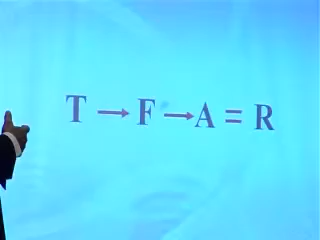 T → F → A = R